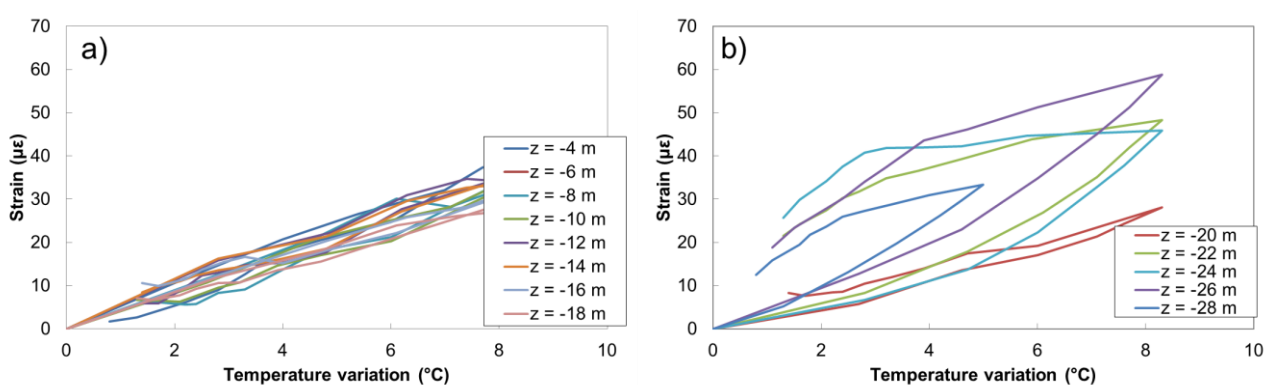 a)
70
60
50
40
30
20
10
0
Strain (με)
0 2 4 6 8 10
Temperature variation (°C)
z = -4 m
z = -6 m
z = -8 m
z = -10 m
z = -12 m
z = -14 m
z = -16 m
z = -18 m
b)
70
60
50
40
30
20
10
0
Strain (με)
0 2 4 6 8 10
Temperature variation (°C)
z = -20 m
z = -22 m
z = -24 m
z = -26 m
z = -28 m